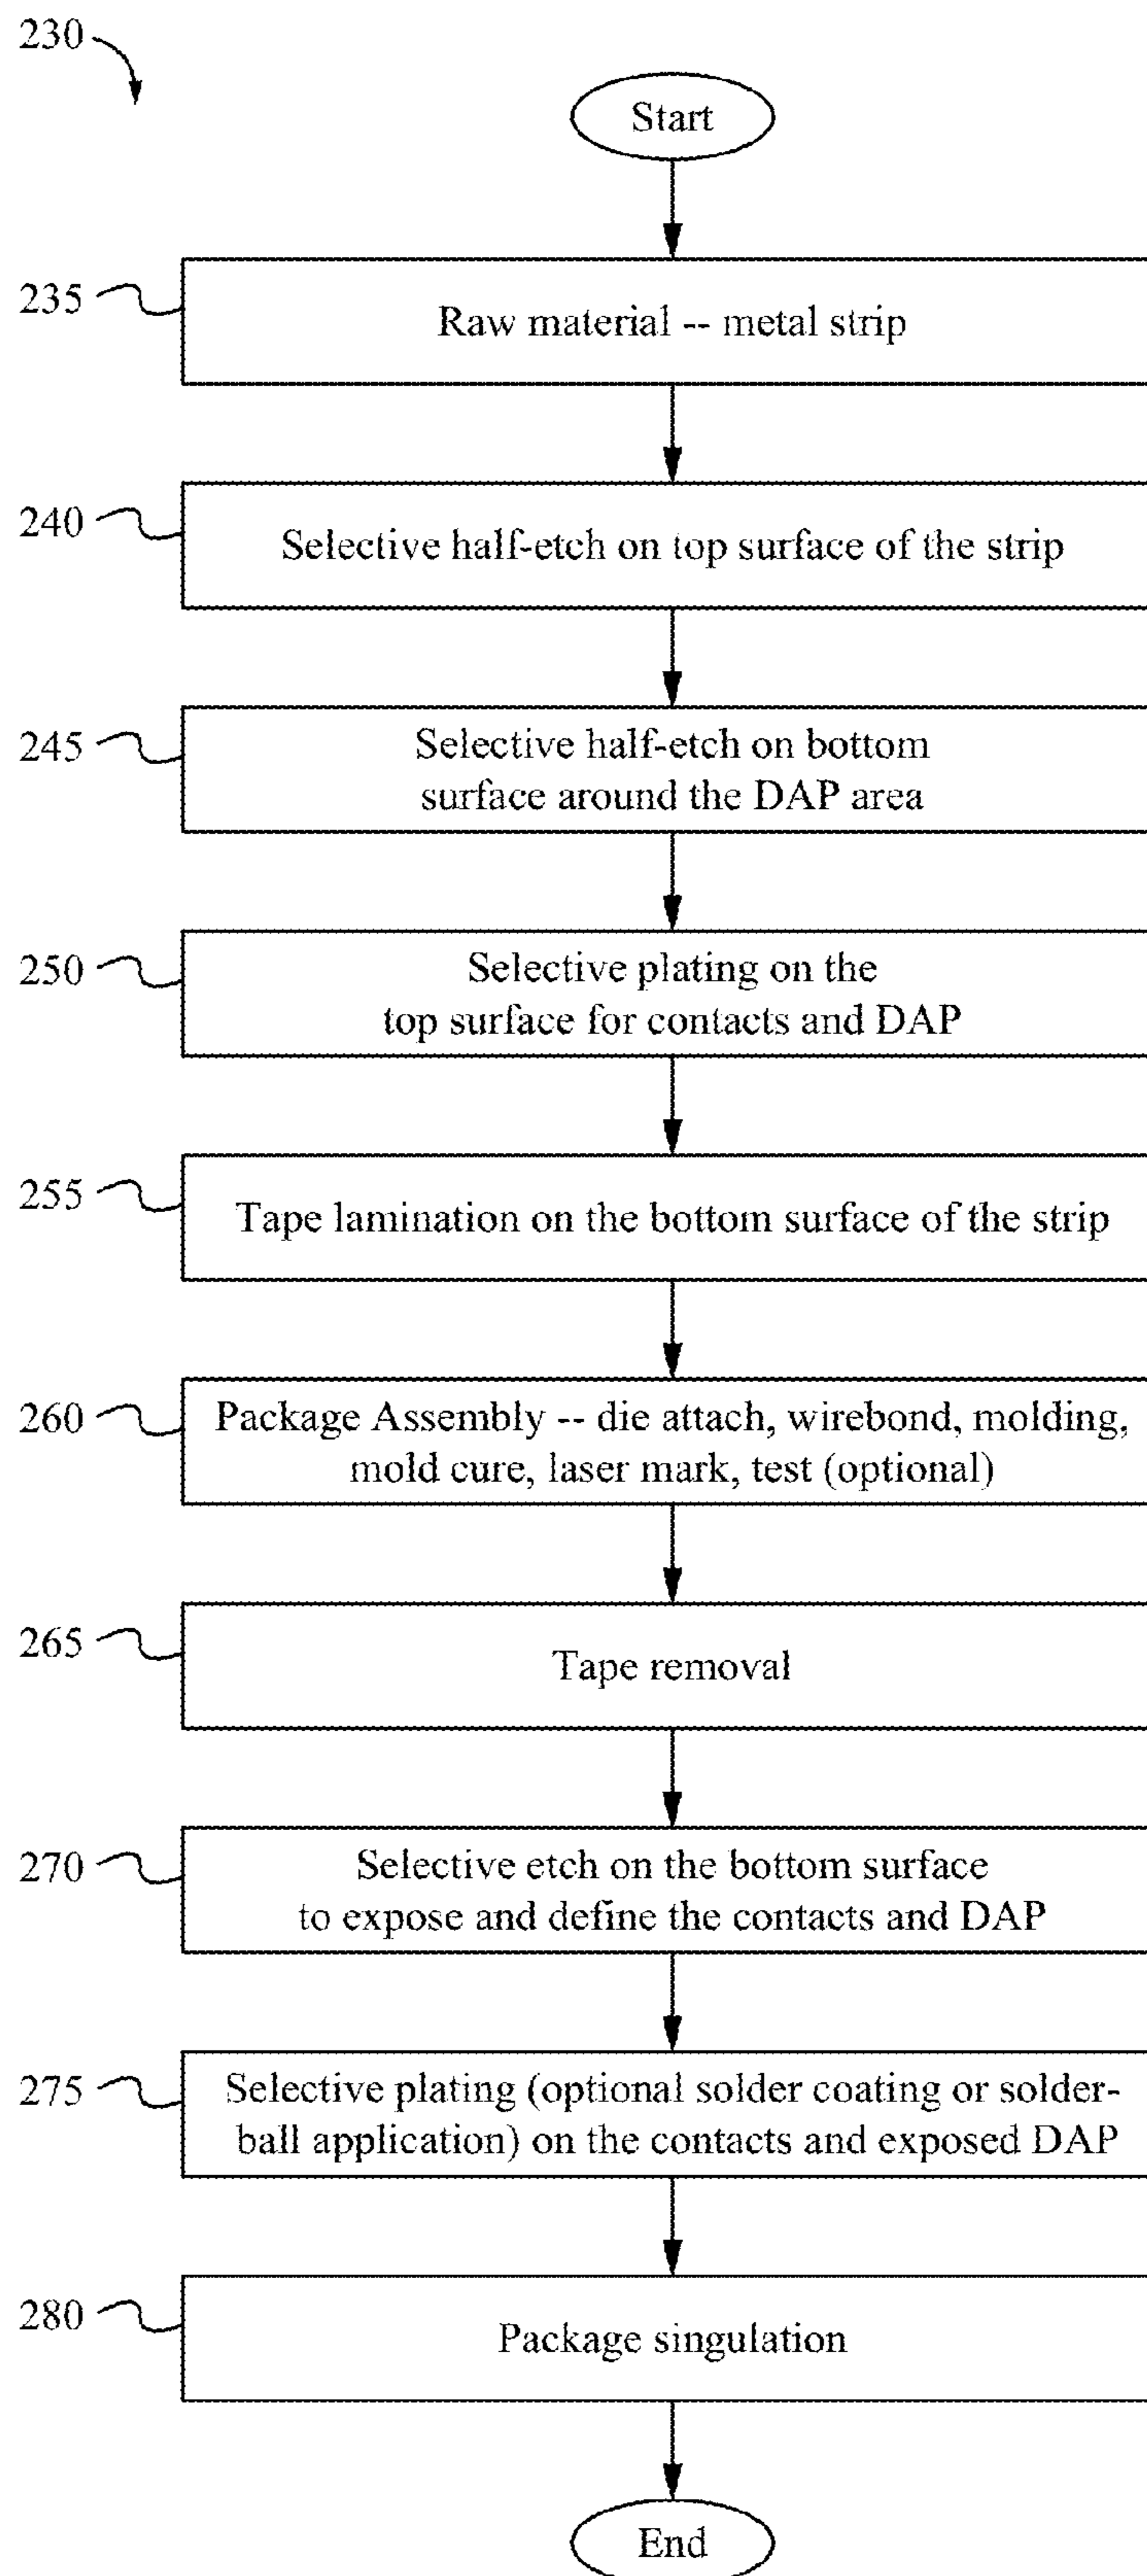 230
Start
235
Raw material -- metal strip
240
Selective half-etch on top surface of the strip
245
Selective half-etch on bottom
surface around the DAP area
250
Selective plating on the
top surface for contacts and DAP
255
Tape lamination on the bottom surface of the strip
260
Package Assembly -- die attach, wirebond, molding,
mold cure, laser mark, test (optional)
265
Tape removal
270
Selective etch on the bottom surface
to expose and define the contacts and DAP
275
Selective plating (optional solder coating or solder-
ball application) on the contacts and exposed DAP
280
Package singulation
End